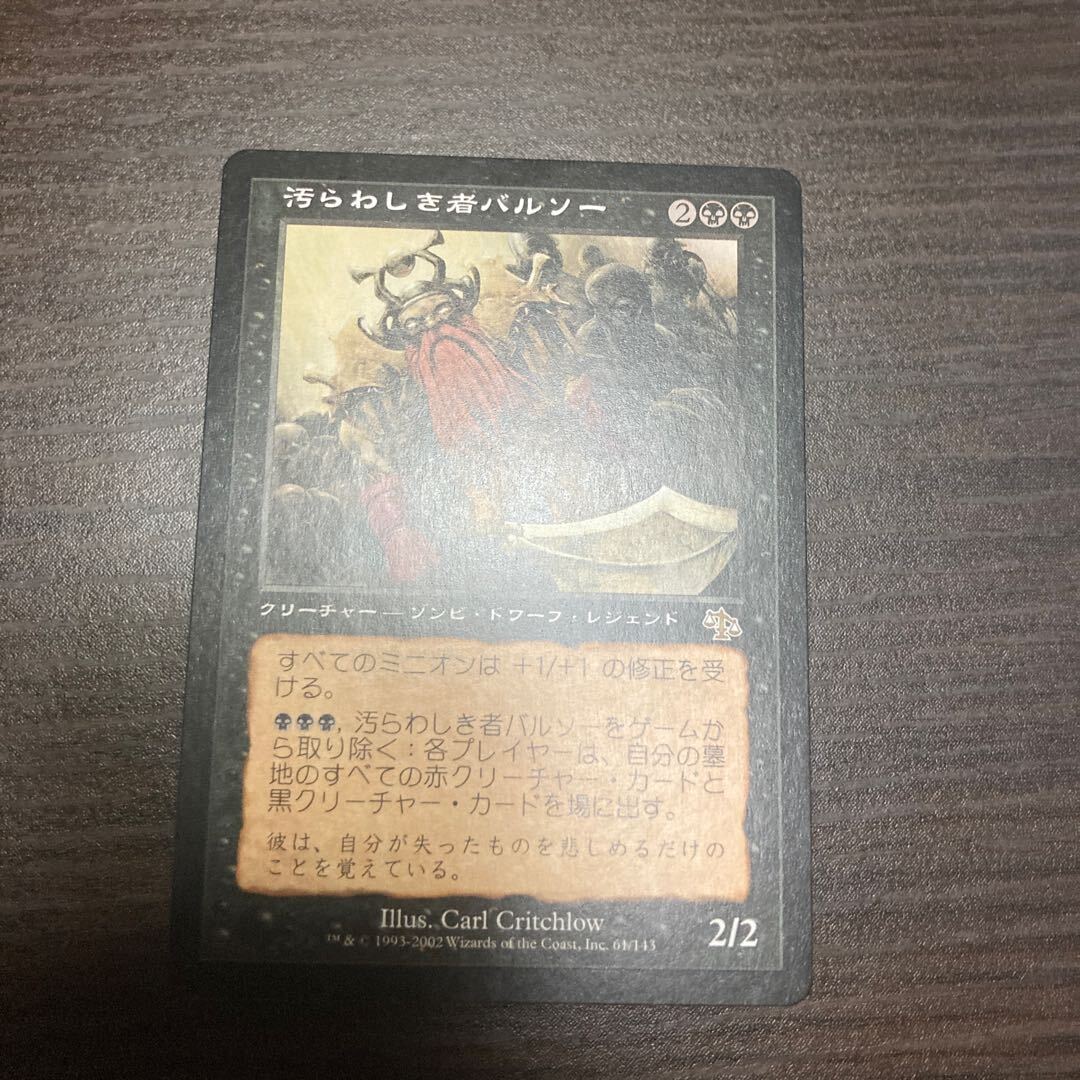 汚らわしき者バルソー 2
クリーチャー — ゾンビ・ドワーフ・レジェンド
すべてのミニオンは +1/+1 の修正を受
ける。
, 汚らわしき者バルソーをゲームか
ら取り除く：各プレイヤーは、自分の墓
地のすべての赤クリーチャー・カードと
黒クリーチャー・カードを場に出す。
彼は、自分が失ったものを悲しめるだけの
ことを覚えている。
Illus. Carl Critchlow
™ & © 1993-2002 Wizards of the Coast, Inc. 61/143
2/2